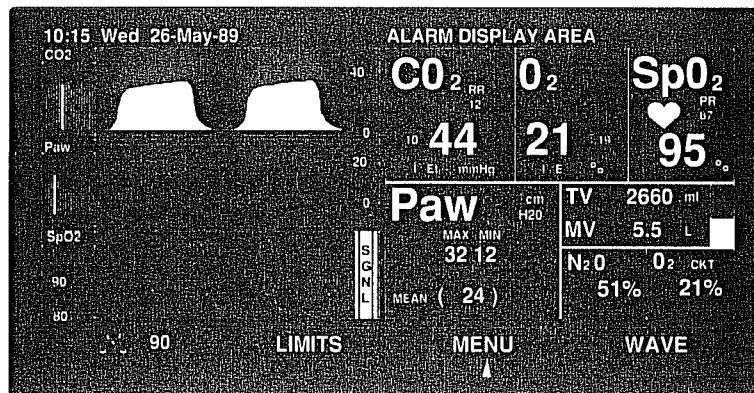 10:15 Wed 26-May-89
ALARM DISPLAY AREA
CO2
40
0
CO2
RR
12
10 44
mmHg
O2
21
SpO2
PR
95 %
Paw
20
0
Paw
cm
H20
MAX MIN
32 12
MEAN ( 24 )
TV 2660 ml
MV 5.5 L
N2O O2 CKT
51% 21%
SpO2
90
80
SGNL
90
LIMITS
MENU
WAVE